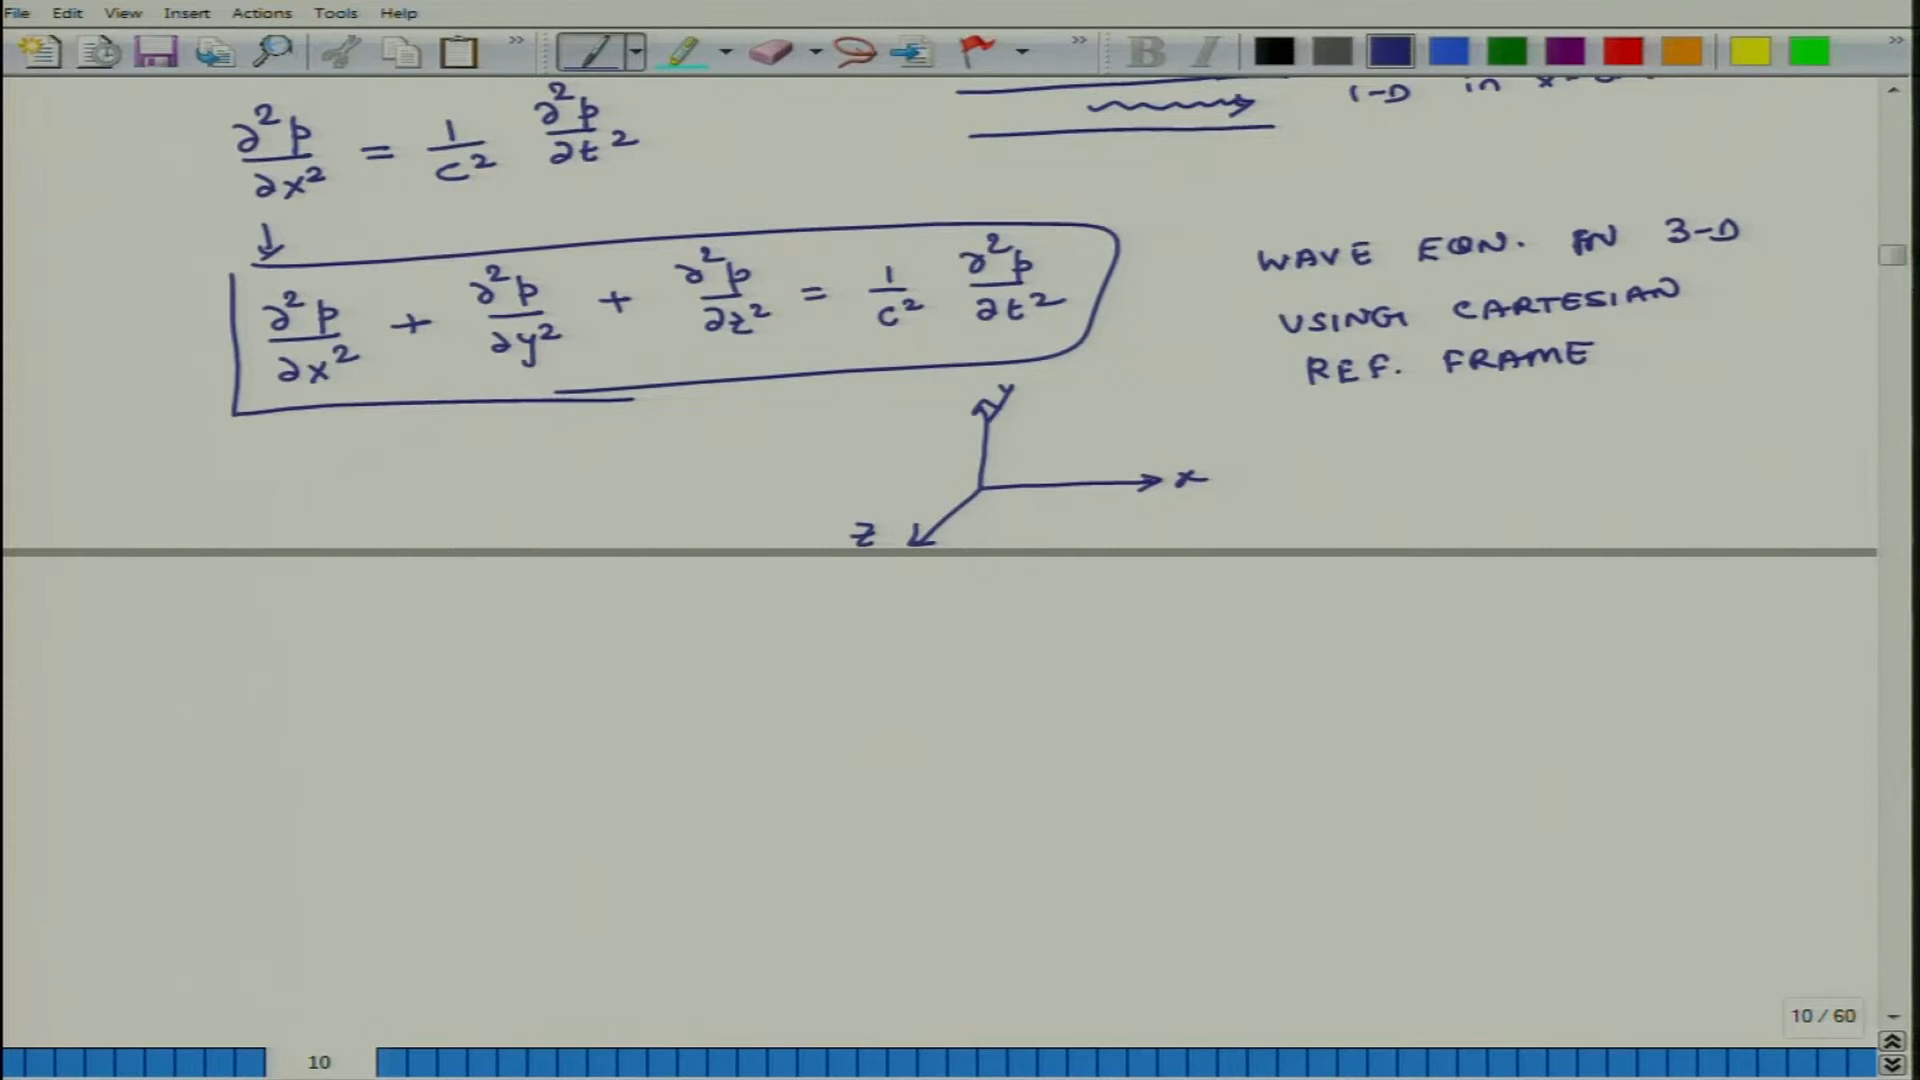 File Edit View Insert Actions Tools Help
B I
1-D in
∂²p/∂x² = 1/c² ∂²p/∂t²
∂²p/∂x² + ∂²p/∂y² + ∂²p/∂z² = 1/c² ∂²p/∂t²
WAVE EQN. IN 3-D
USING CARTESIAN
REF. FRAME
y
x
z
10 / 60
10